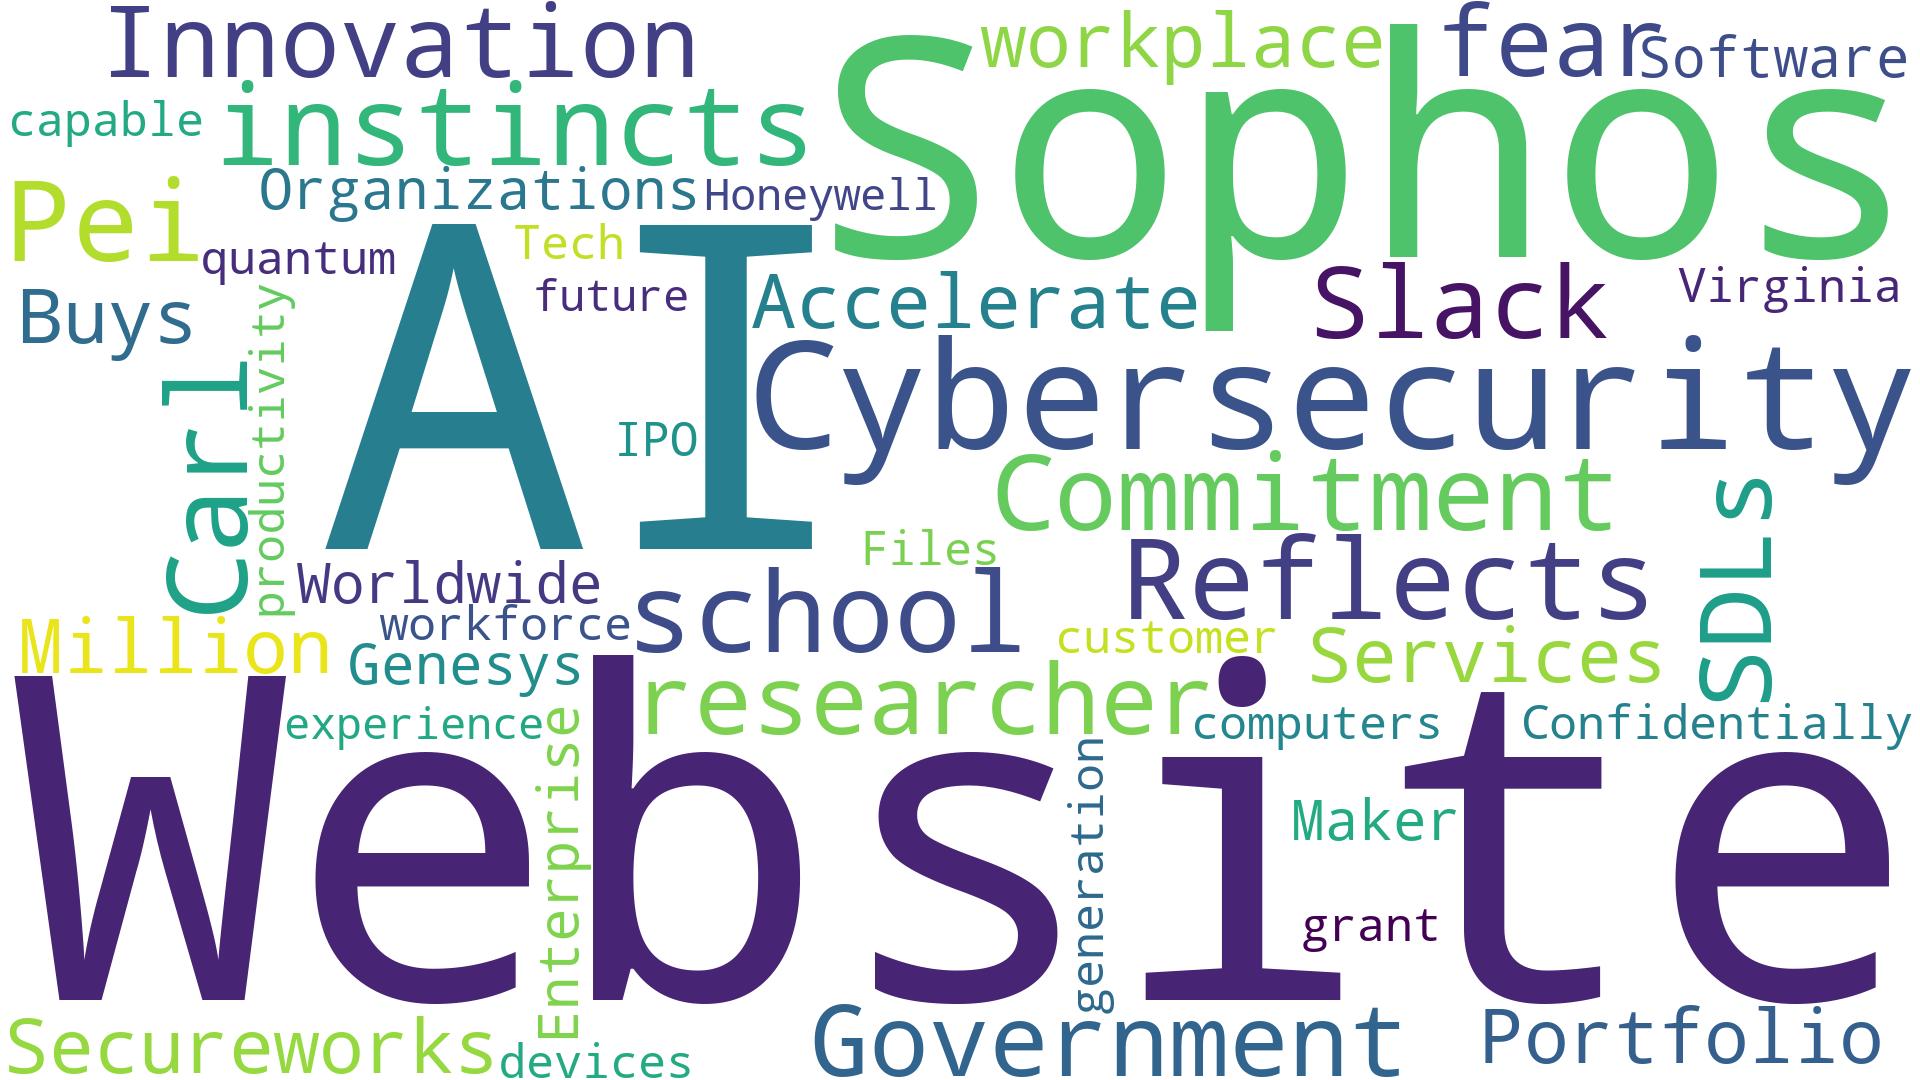 Innovation
workplace
fear
Software
Sophos
capable
instincts
Pei
Organizations
Honeywell
quantum
Tech
AI
future
Buys
Accelerate
Slack
Virginia
productivity
Carl
IPO
Cybersecurity
Commitment
SDLs
Files
Reflects
Worldwide
school
workforce
customer
Million
Genesys
Services
researcher
experience
computers
Confidentially
Website
Enterprise
generation
Maker
grant
Secureworks
devices
Government
Portfolio